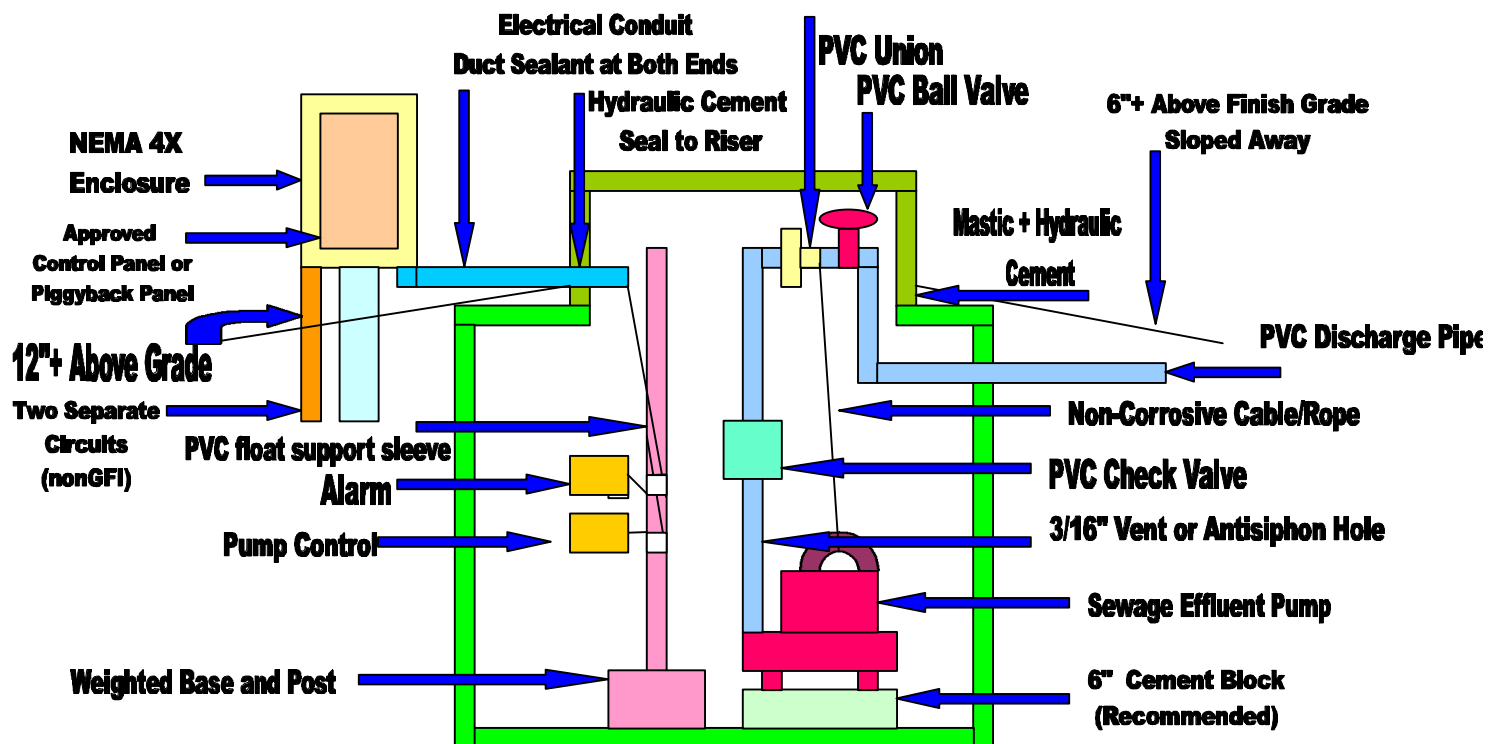 Electrical Conduit
Duct Sealant at Both Ends
Hydraulic Cement
Seal to Riser
PVC Union
PVC Ball Valve
6"+ Above Finish Grade
Sloped Away
NEMA 4X
Enclosure
Approved
Control Panel or
Piggyback Panel
12"+ Above Grade
Two Separate
Circuits
(nonGFI)
Mastic + Hydraulic
Cement
PVC Discharge Pipe
Non-Corrosive Cable/Rope
PVC float support sleeve
Alarm
PVC Check Valve
Pump Control
3/16" Vent or Antisiphon Hole
Sewage Effluent Pump
Weighted Base and Post
6" Cement Block
(Recommended)